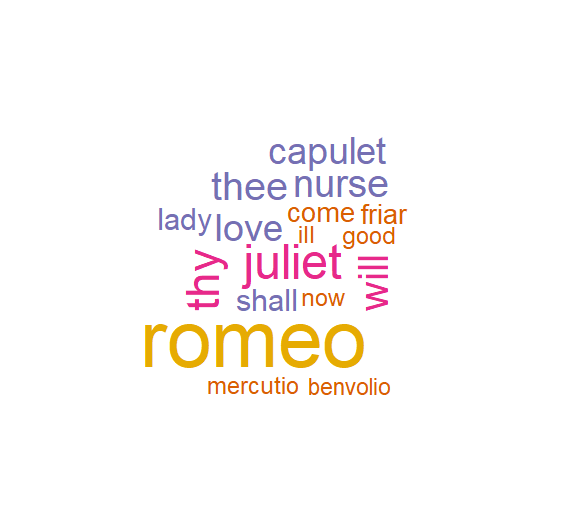 capulet
thee nurse
lady love come friar
ill good
thy juliet will
shall now
romeo
mercutio benvolio